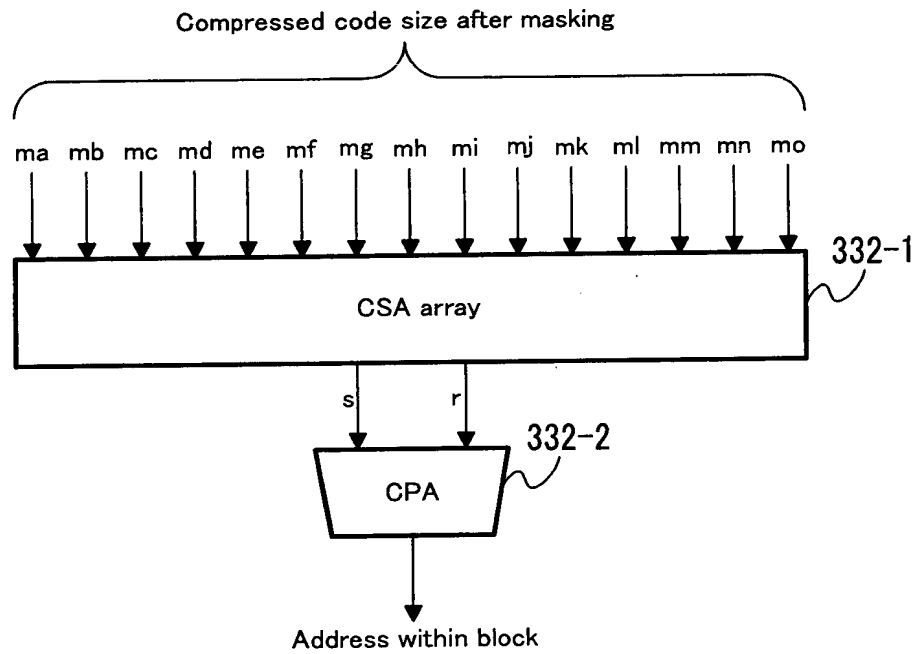 Compressed code size after masking
ma mb mc md me mf mg mh mi mj mk ml mm mn mo
332-1
CSA array
s r
332-2
CPA
Address within block